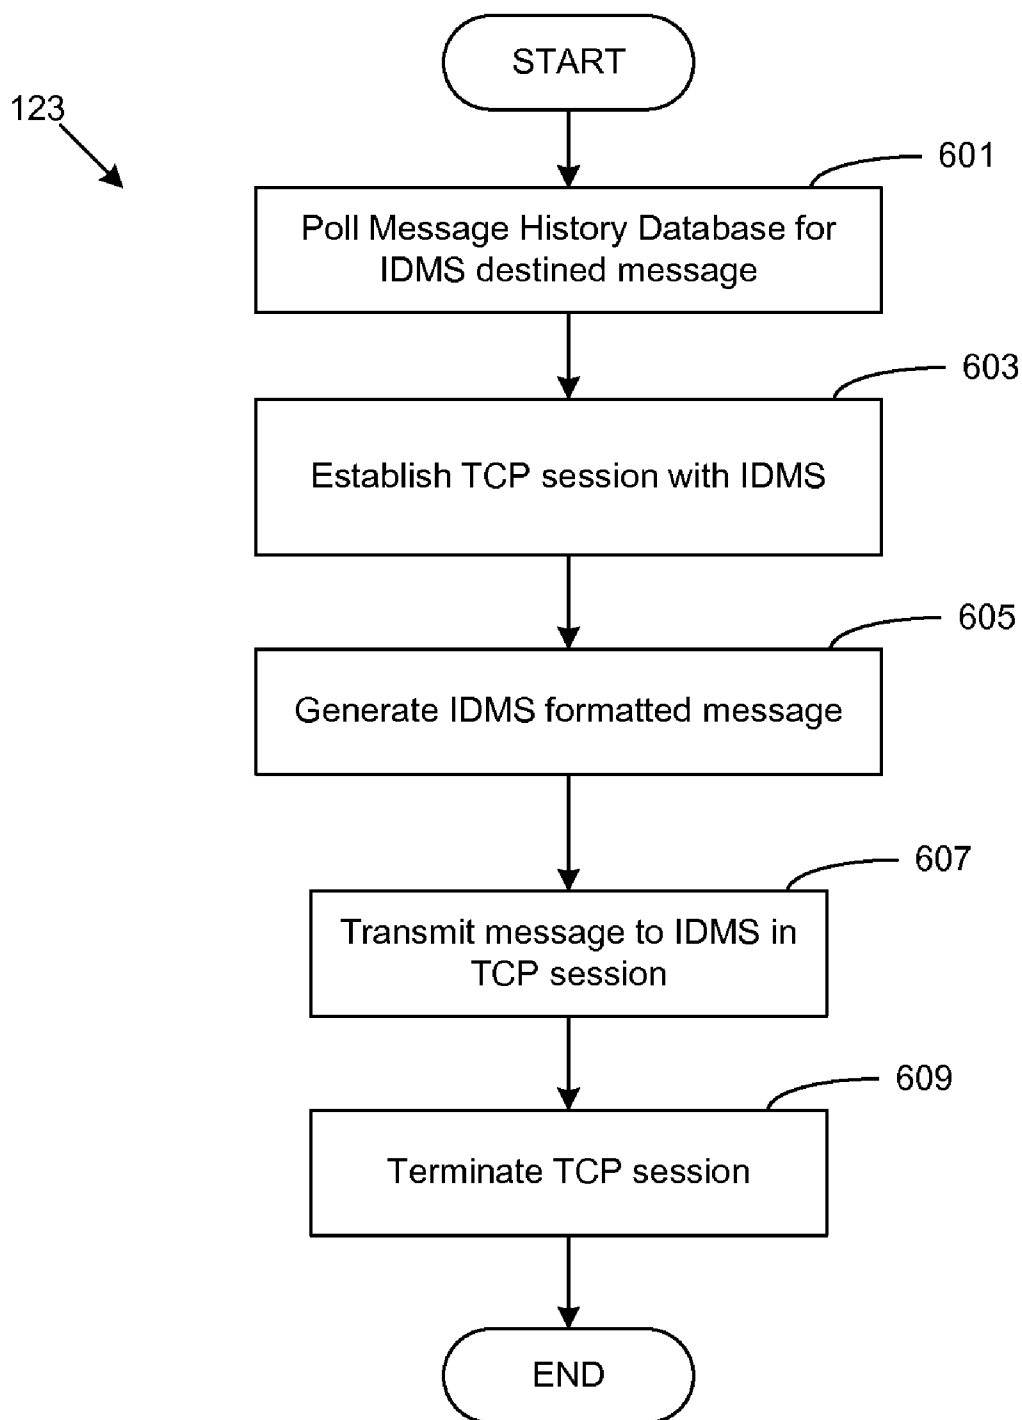 START
123
601
Poll Message History Database for
IDMS destined message
603
Establish TCP session with IDMS
605
Generate IDMS formatted message
607
Transmit message to IDMS in
TCP session
609
Terminate TCP session
END